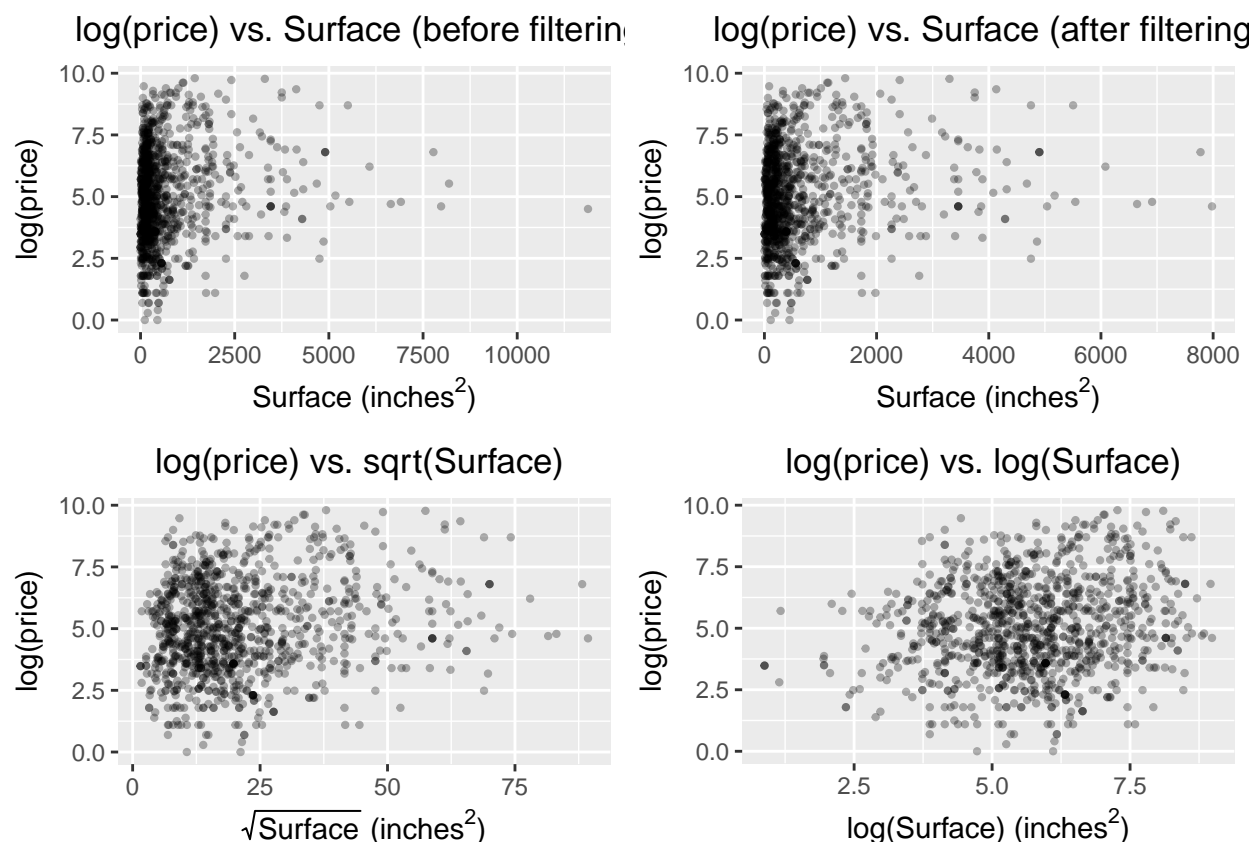 log(price) vs. Surface (before filtering
log(price)
10.0
7.5
5.0
2.5
0.0
0 2500 5000 7500 10000
Surface (inches²)
log(price) vs. Surface (after filtering
log(price)
10.0
7.5
5.0
2.5
0.0
0 2000 4000 6000 8000
Surface (inches²)
log(price) vs. sqrt(Surface)
log(price)
10.0
7.5
5.0
2.5
0.0
0 25 50 75
√Surface (inches²)
log(price) vs. log(Surface)
log(price)
10.0
7.5
5.0
2.5
0.0
2.5 5.0 7.5
log(Surface) (inches²)